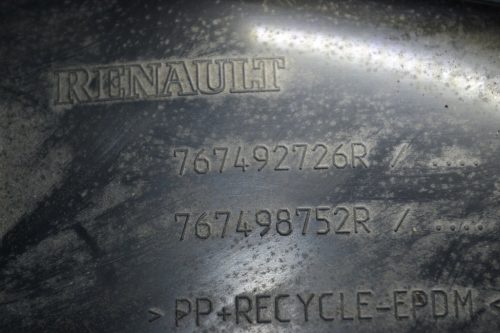 RENAULT
767492726R / .....
767498752R / .....
> PP+RECYCLE-EPDM <